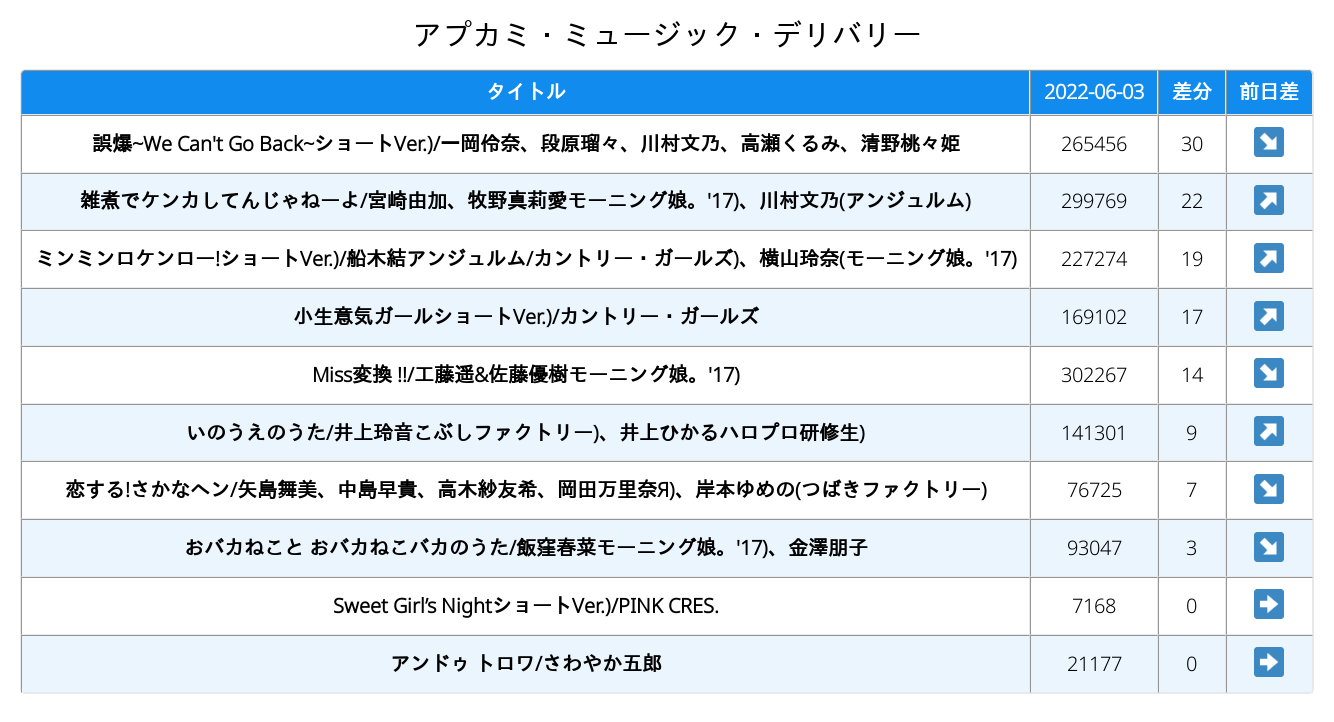 アプカミ・ミュージック・デリバリー
タイトル 2022-06-03 差分 前日差
誤爆~We Can't Go Back~ショートVer.)/一岡伶奈、段原瑠々、川村文乃、高瀬くるみ、清野桃々姫 265456 30 ↘
雑煮でケンカしてんじゃねーよ/宮崎由加、牧野真莉愛モーニング娘。'17)、川村文乃(アンジュルム) 299769 22 ↗
ミンミンロケンロー!ショートVer.)/船木結アンジュルム/カントリー・ガールズ)、横山玲奈(モーニング娘。'17) 227274 19 ↗
小生意気ガールショートVer.)/カントリー・ガールズ 169102 17 ↗
Miss変換 !!/工藤遥&佐藤優樹モーニング娘。'17) 302267 14 ↘
いのうえのうた/井上玲音こぶしファクトリー)、井上ひかるハロプロ研修生) 141301 9 ↗
恋する!さかなヘン/矢島舞美、中島早貴、高木紗友希、岡田万里奈Я)、岸本ゆめの(つばきファクトリー) 76725 7 ↘
おバカねこと おバカねこバカのうた/飯窪春菜モーニング娘。'17)、金澤朋子 93047 3 ↘
Sweet Girl’s NightショートVer.)/PINK CRES. 7168 0 ➡
アンドゥ トロワ/さわやか五郎 21177 0 ➡